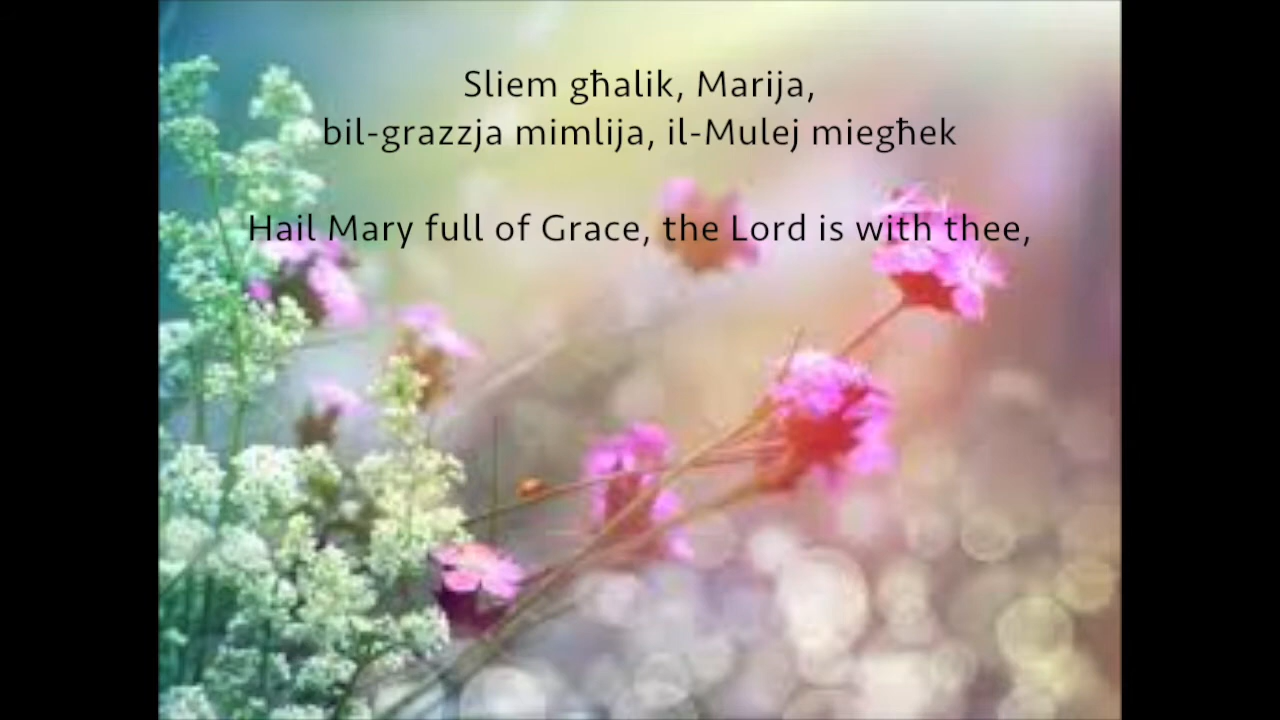 Sliem għalik, Marija,
bil-grazzja mimlija, il-Mulej miegħek
Hail Mary full of Grace, the Lord is with thee,